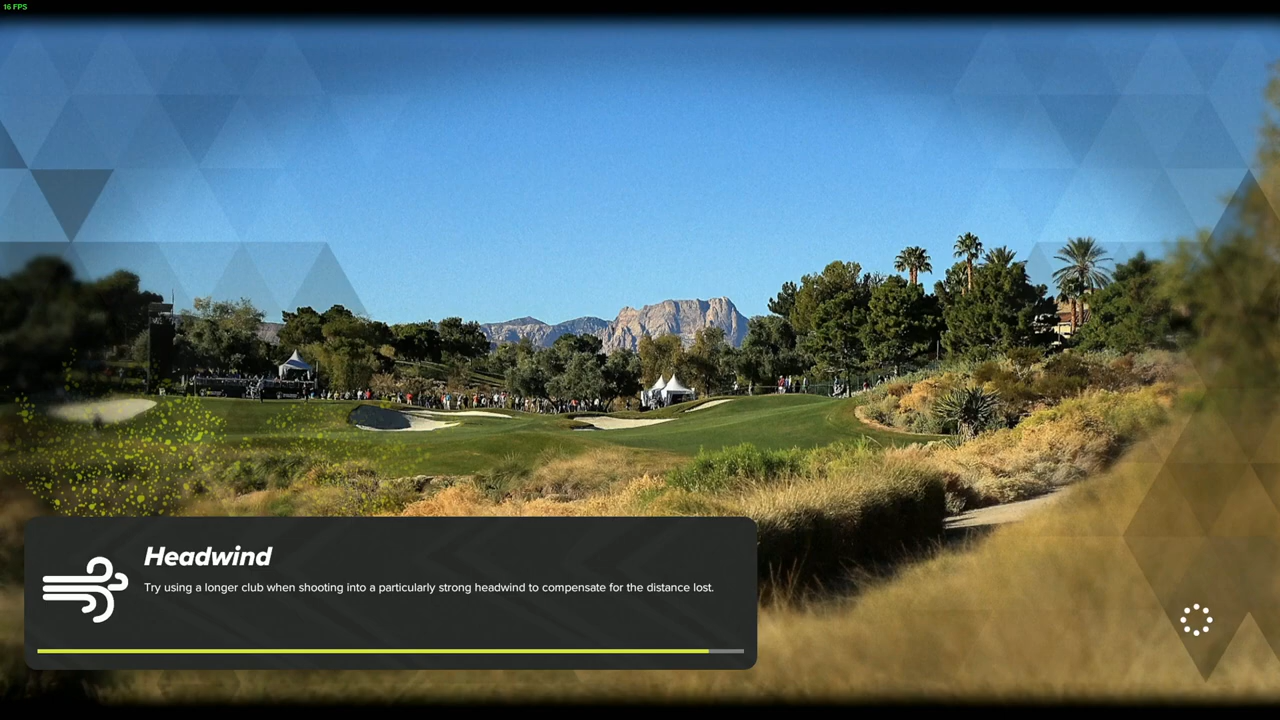 16 FPS
Headwind
Try using a longer club when shooting into a particularly strong headwind to compensate for the distance lost.